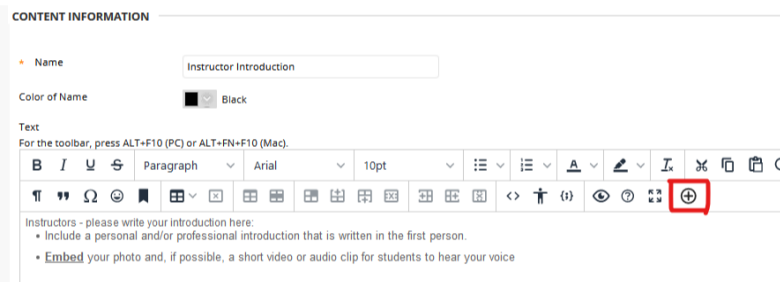 CONTENT INFORMATION
* Name
Instructor Introduction
Color of Name
Black
Text
For the toolbar, press ALT+F10 (PC) or ALT+FN+F10 (Mac).
B I U S Paragraph Arial 10pt A
Instructors - please write your introduction here:
• Include a personal and/or professional introduction that is written in the first person.
• Embed your photo and, if possible, a short video or audio clip for students to hear your voice